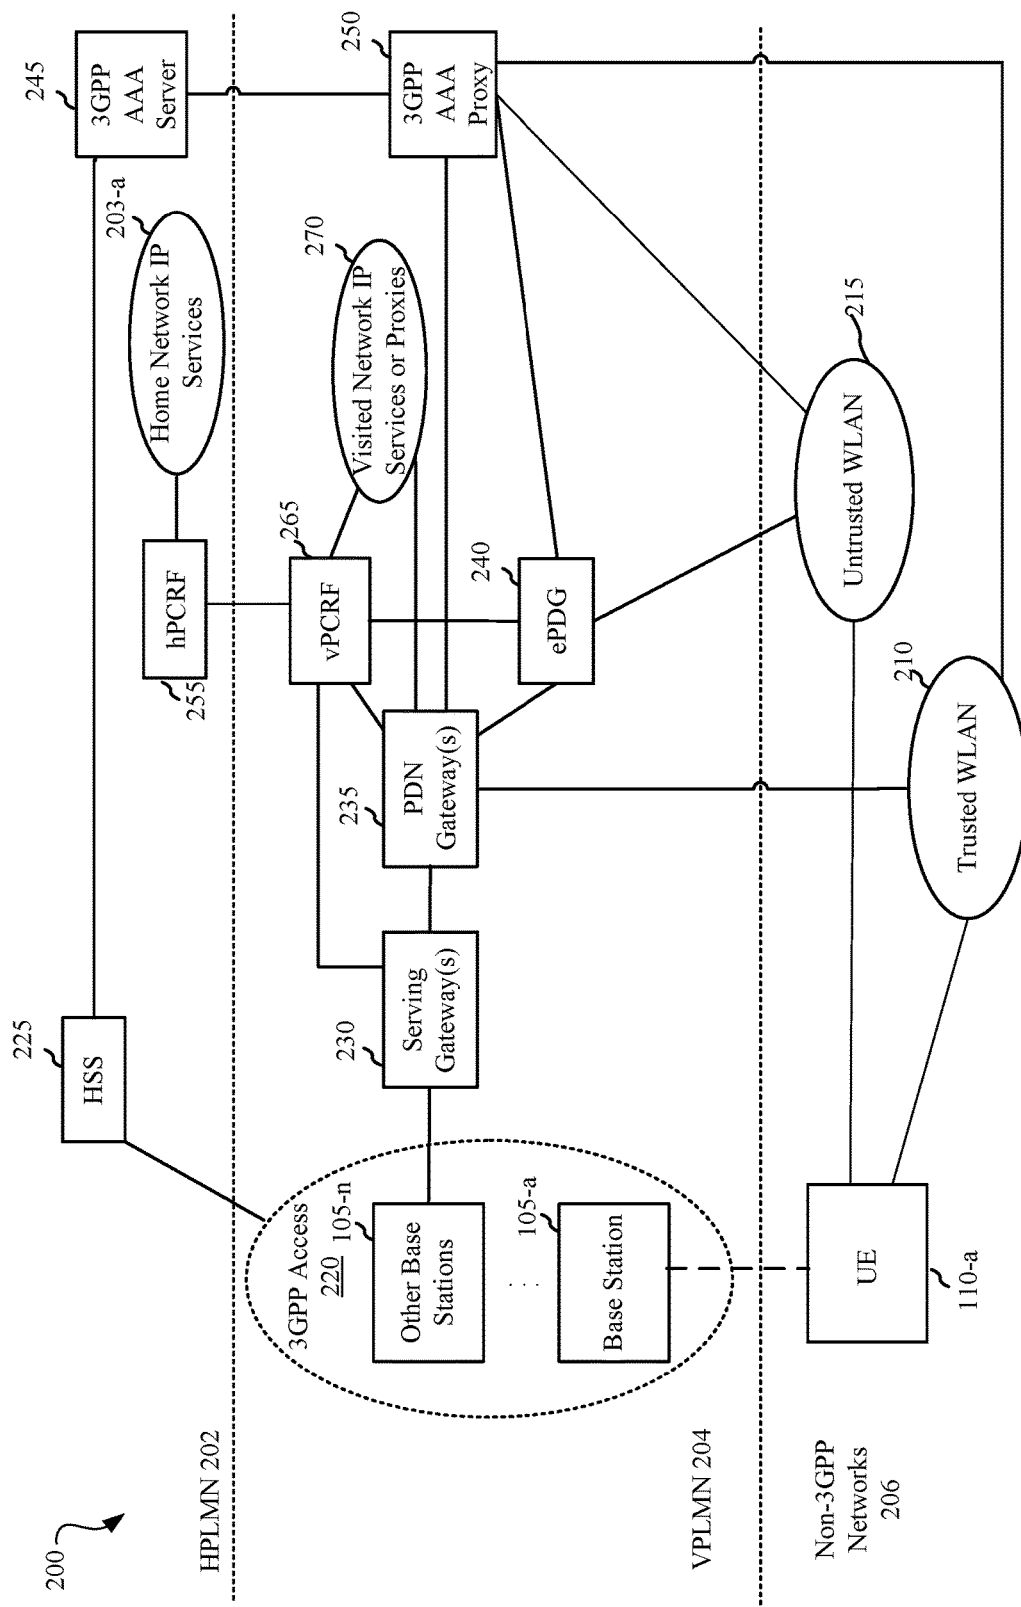 200
HPLMN 202
225
HSS
255
hPCRF
203-a
Home Network IP
Services
245
3GPP
AAA
Server
3GPP Access
220
105-n
Other Base
Stations
. . .
105-a
Base Station
230
Serving
Gateway(s)
235
PDN
Gateway(s)
265
vPCRF
270
Visited Network IP
Services or Proxies
240
ePDG
250
3GPP
AAA
Proxy
VPLMN 204
Non-3GPP
Networks
206
UE
110-a
210
Trusted WLAN
215
Untrusted WLAN